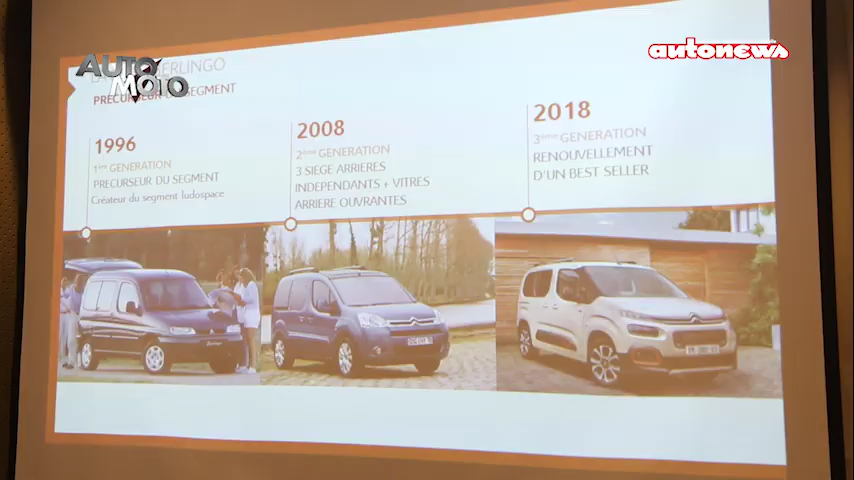 autonews
AUTO
MOTO
BERLINGO
PRECURSEUR DU SEGMENT
1996
1ère GENERATION
PRECURSEUR DU SEGMENT
Créateur du segment ludospace
2008
2ème GENERATION
3 SIEGE ARRIERES
INDEPENDANTS + VITRES
ARRIERE OUVRANTES
2018
3ème GENERATION
RENOUVELLEMENT
D'UN BEST SELLER